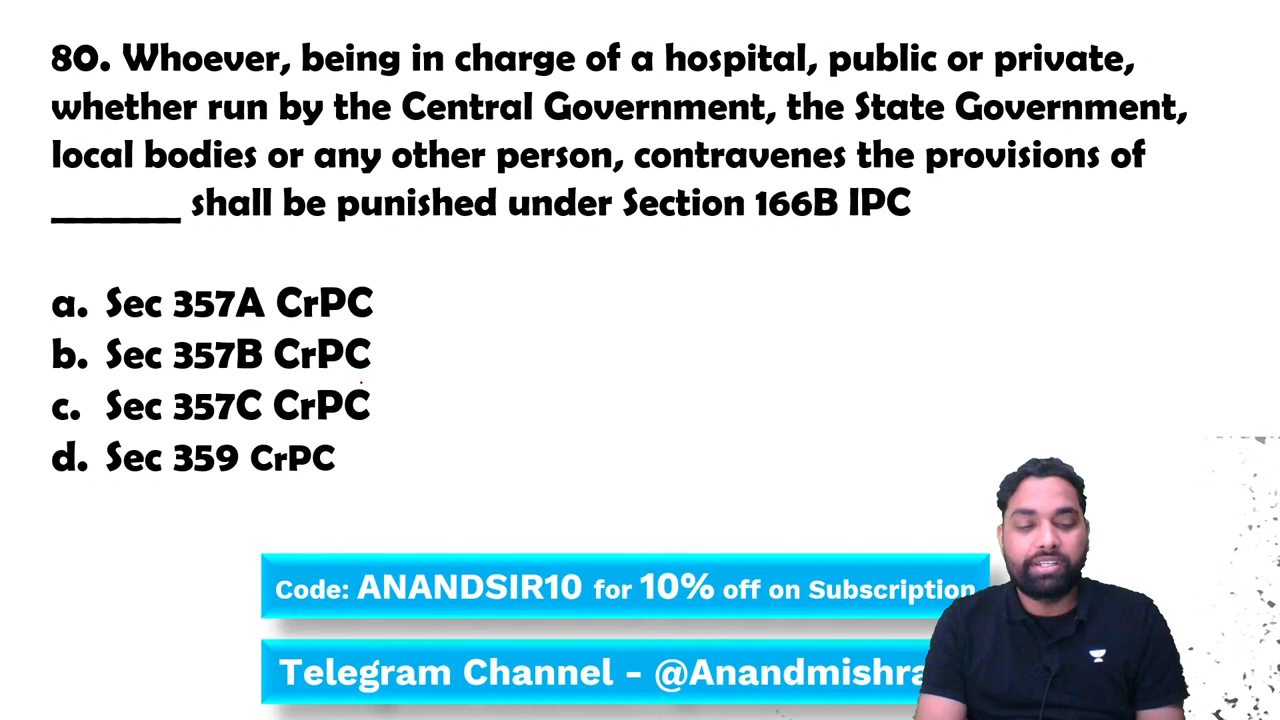 80. Whoever, being in charge of a hospital, public or private,
whether run by the Central Government, the State Government,
local bodies or any other person, contravenes the provisions of
________ shall be punished under Section 166B IPC
a. Sec 357A CrPC
b. Sec 357B CrPC
c. Sec 357C CrPC
d. Sec 359 CrPC
Code: ANANDSIR10 for 10% off on Subscription
Telegram Channel - @Anandmishra